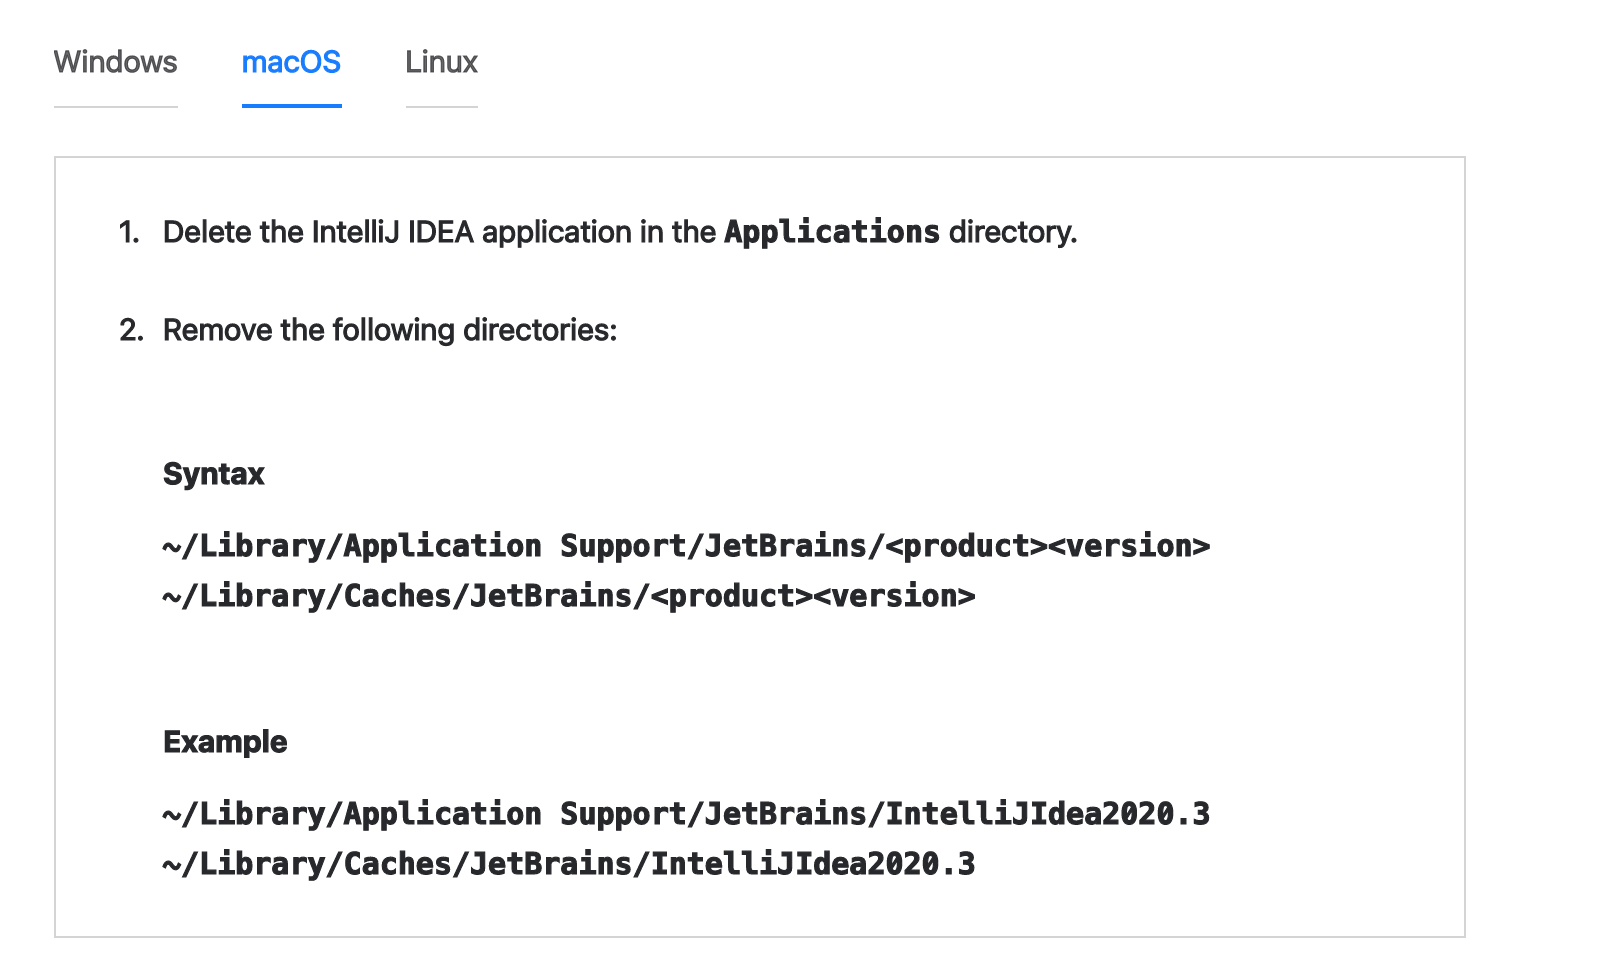 Windows macOS Linux
1. Delete the IntelliJ IDEA application in the Applications directory.
2. Remove the following directories:
Syntax
~/Library/Application Support/JetBrains/<product><version>
~/Library/Caches/JetBrains/<product><version>
Example
~/Library/Application Support/JetBrains/IntelliJIdea2020.3
~/Library/Caches/JetBrains/IntelliJIdea2020.3